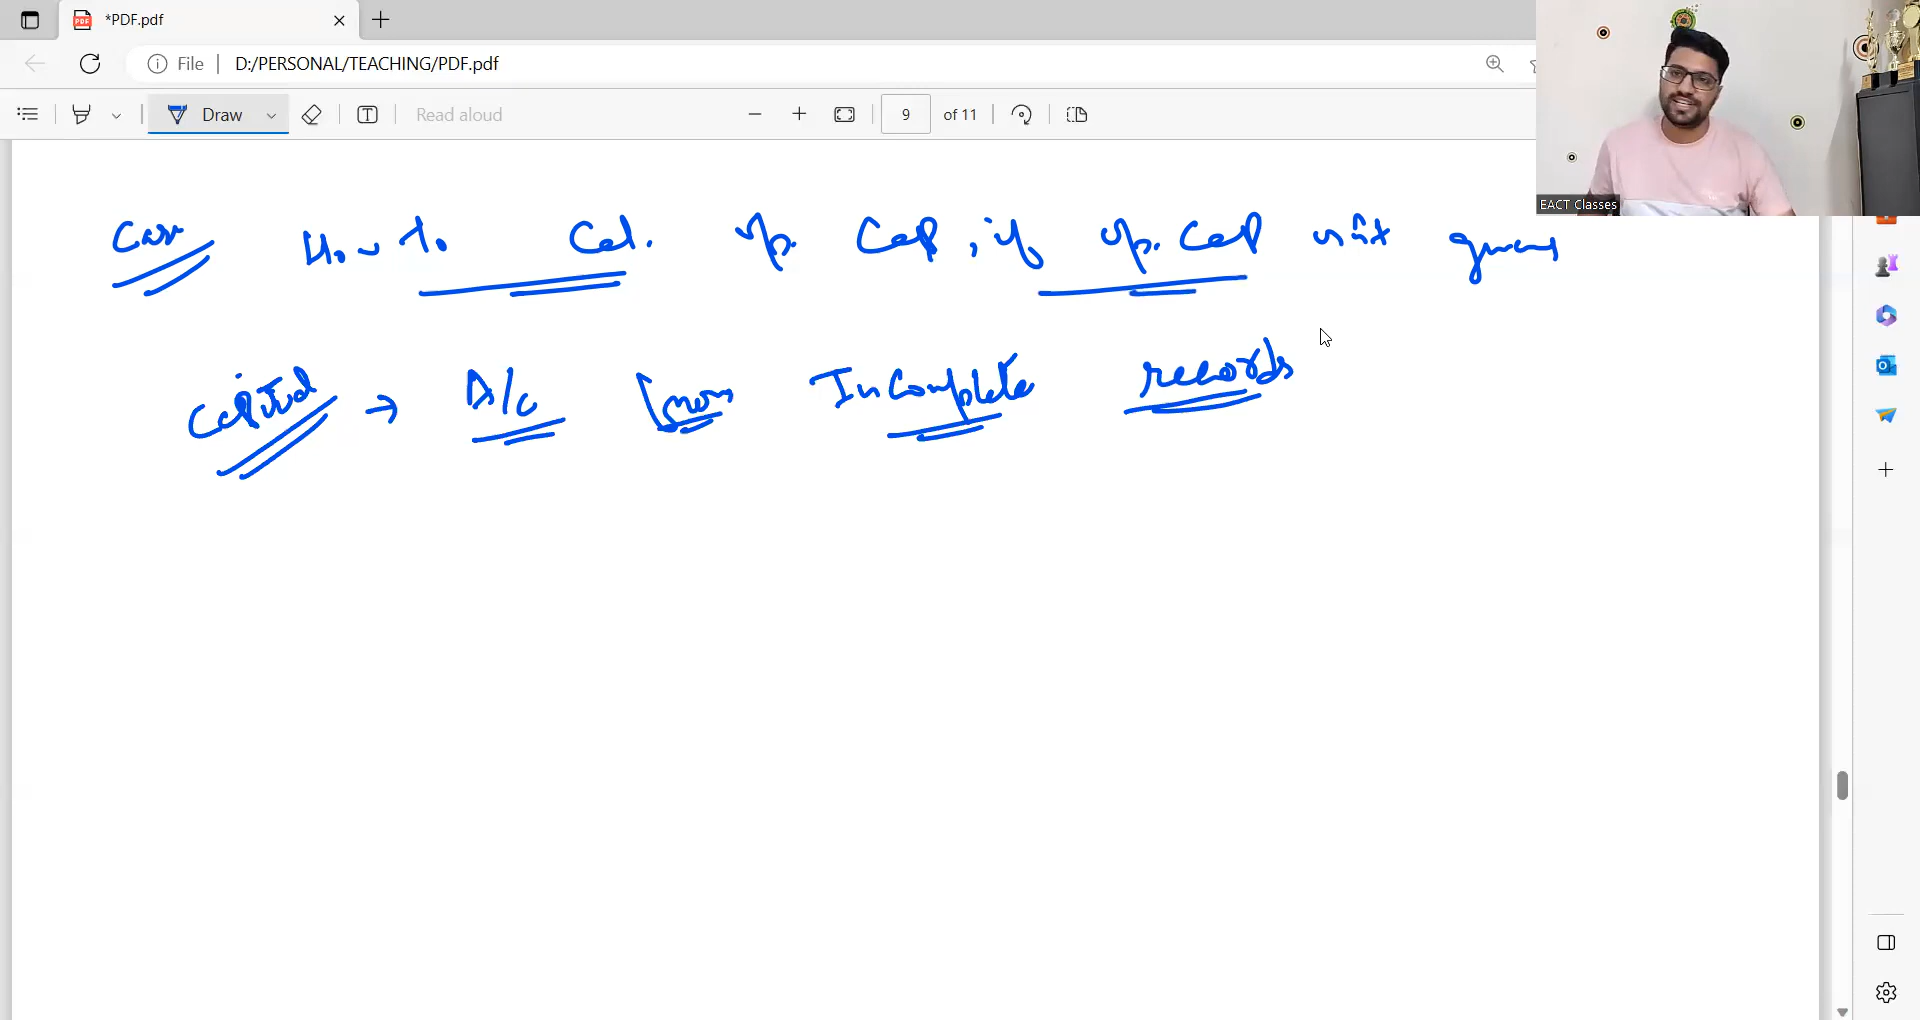 *PDF.pdf
File
D:/PERSONAL/TEACHING/PDF.pdf
Draw
Read aloud
9 of 11
EACT Classes
Case How to Cal. op. Cap, if op. Cap isn't given
Capital → A/c from Incomplete records